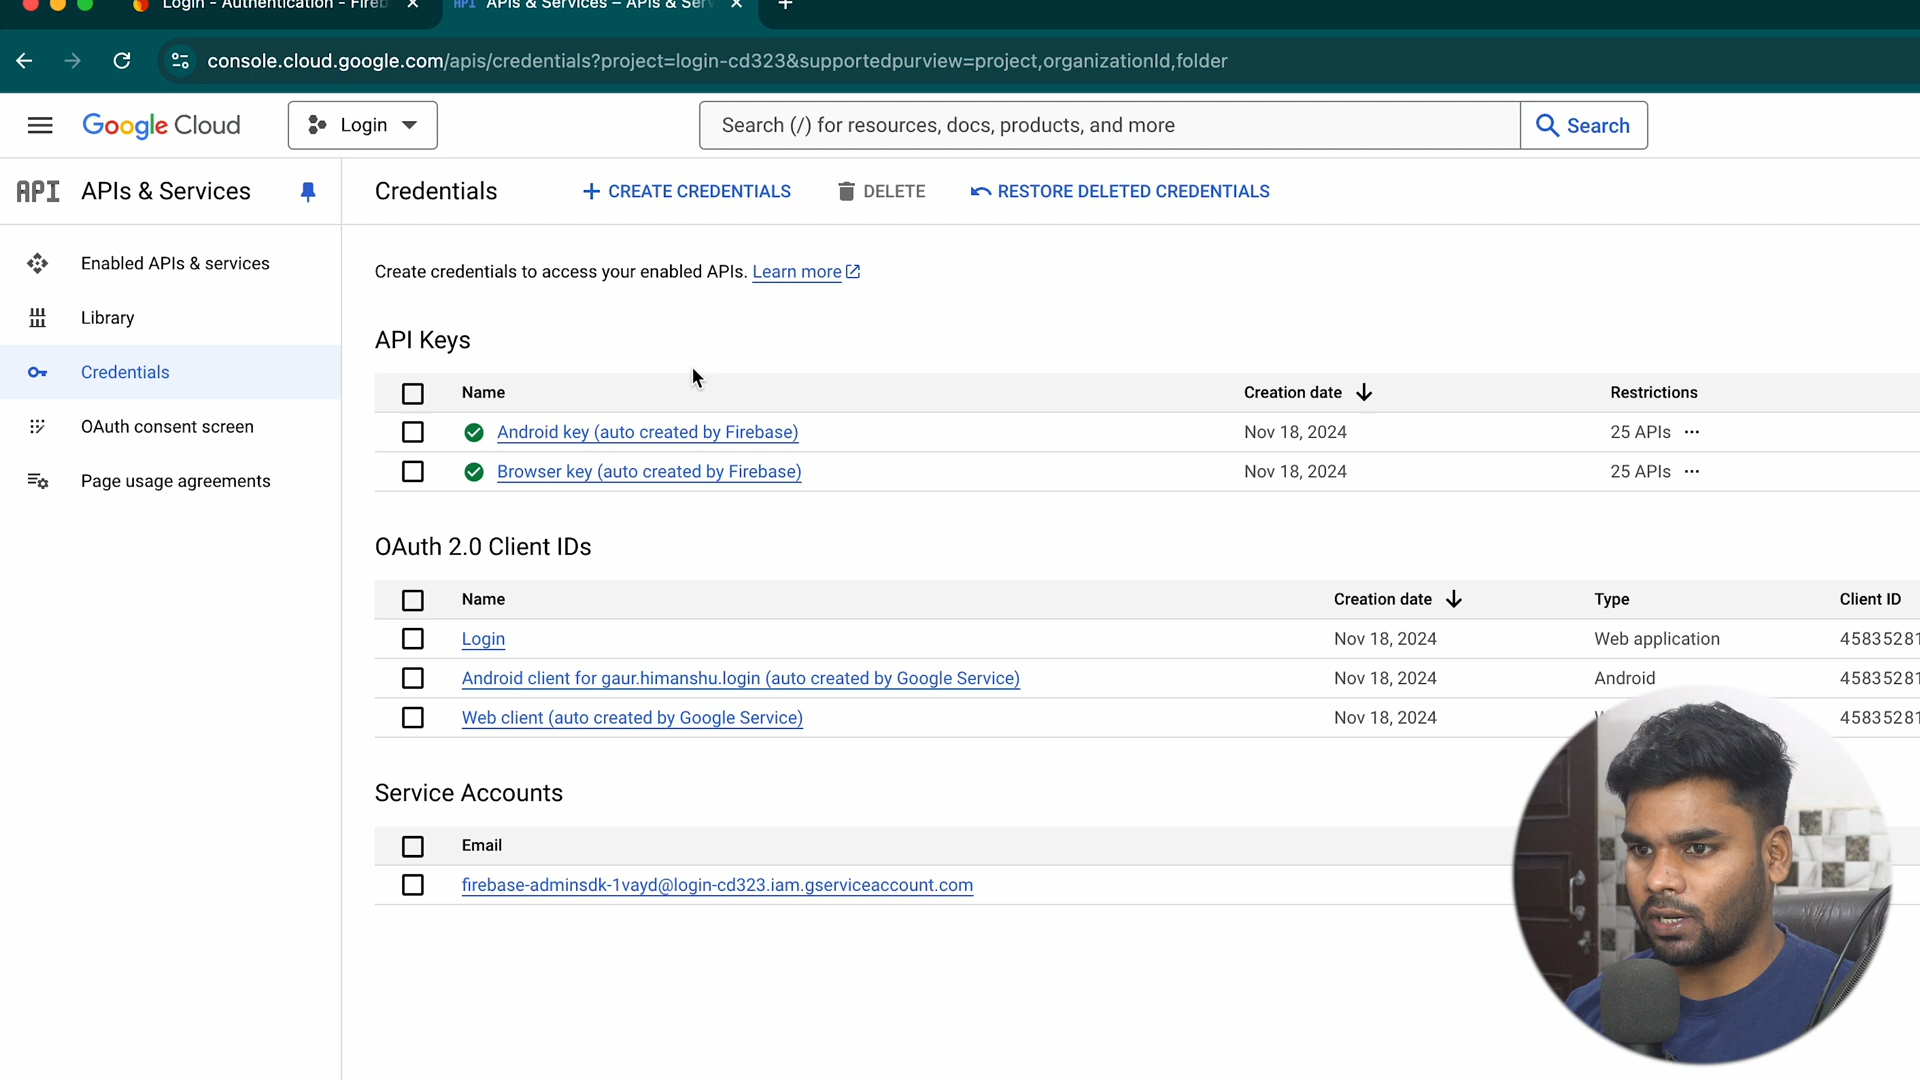 Login - Authentication - Fireb
API APIs & Services – APIs & Serv
console.cloud.google.com/apis/credentials?project=login-cd323&supportedpurview=project,organizationId,folder
Google Cloud
Login
Search (/) for resources, docs, products, and more
Search
API APIs & Services
Credentials
CREATE CREDENTIALS
DELETE
RESTORE DELETED CREDENTIALS
Enabled APIs & services
Library
Credentials
OAuth consent screen
Page usage agreements
Create credentials to access your enabled APIs. Learn more
API Keys
Name Creation date Restrictions
Android key (auto created by Firebase) Nov 18, 2024 25 APIs
Browser key (auto created by Firebase) Nov 18, 2024 25 APIs
OAuth 2.0 Client IDs
Name Creation date Type Client ID
Login Nov 18, 2024 Web application 45835281
Android client for gaur.himanshu.login (auto created by Google Service) Nov 18, 2024 Android 45835281
Web client (auto created by Google Service) Nov 18, 2024 45835281
Service Accounts
Email
firebase-adminsdk-1vayd@login-cd323.iam.gserviceaccount.com